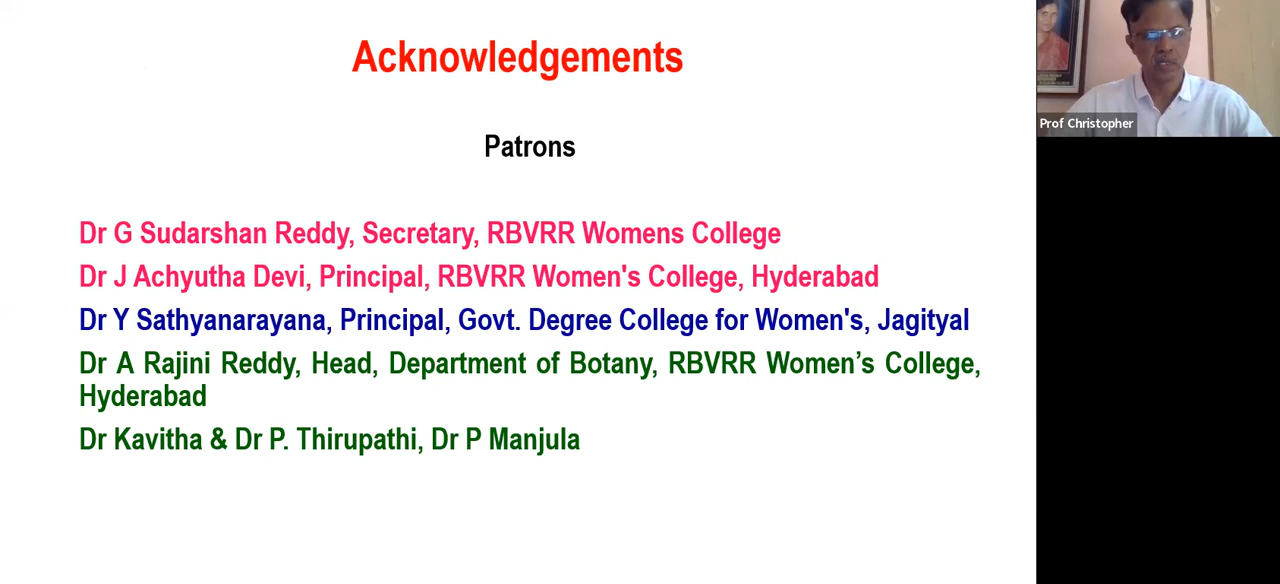 Acknowledgements
Patrons
Dr G Sudarshan Reddy, Secretary, RBVRR Womens College
Dr J Achyutha Devi, Principal, RBVRR Women's College, Hyderabad
Dr Y Sathyanarayana, Principal, Govt. Degree College for Women's, Jagityal
Dr A Rajini Reddy, Head, Department of Botany, RBVRR Women’s College,
Hyderabad
Dr Kavitha & Dr P. Thirupathi, Dr P Manjula
Prof Christopher